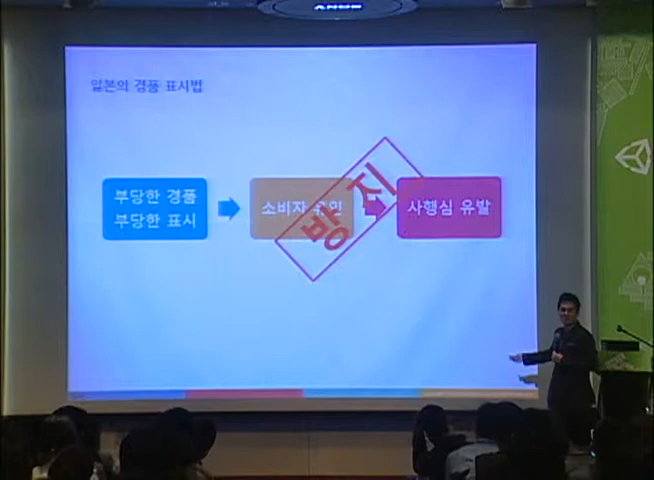 일본의 경품 표시법
부당한 경품
부당한 표시
소비자 유인
사행심 유발
방지